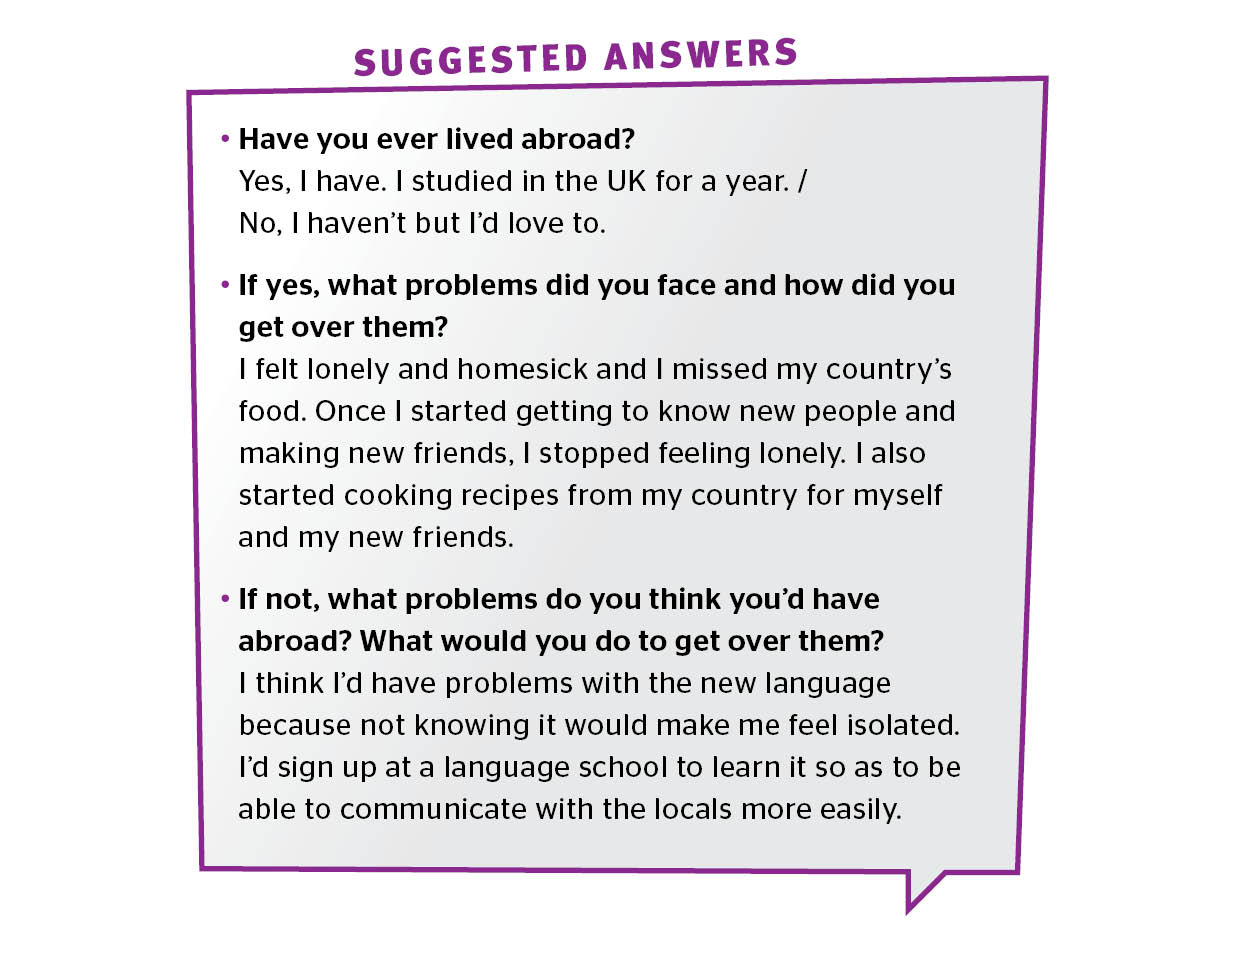 SUGGESTED ANSWERS
• Have you ever lived abroad?
Yes, I have. I studied in the UK for a year. /
No, I haven’t but I’d love to.
• If yes, what problems did you face and how did you
get over them?
I felt lonely and homesick and I missed my country’s
food. Once I started getting to know new people and
making new friends, I stopped feeling lonely. I also
started cooking recipes from my country for myself
and my new friends.
• If not, what problems do you think you’d have
abroad? What would you do to get over them?
I think I’d have problems with the new language
because not knowing it would make me feel isolated.
I’d sign up at a language school to learn it so as to be
able to communicate with the locals more easily.